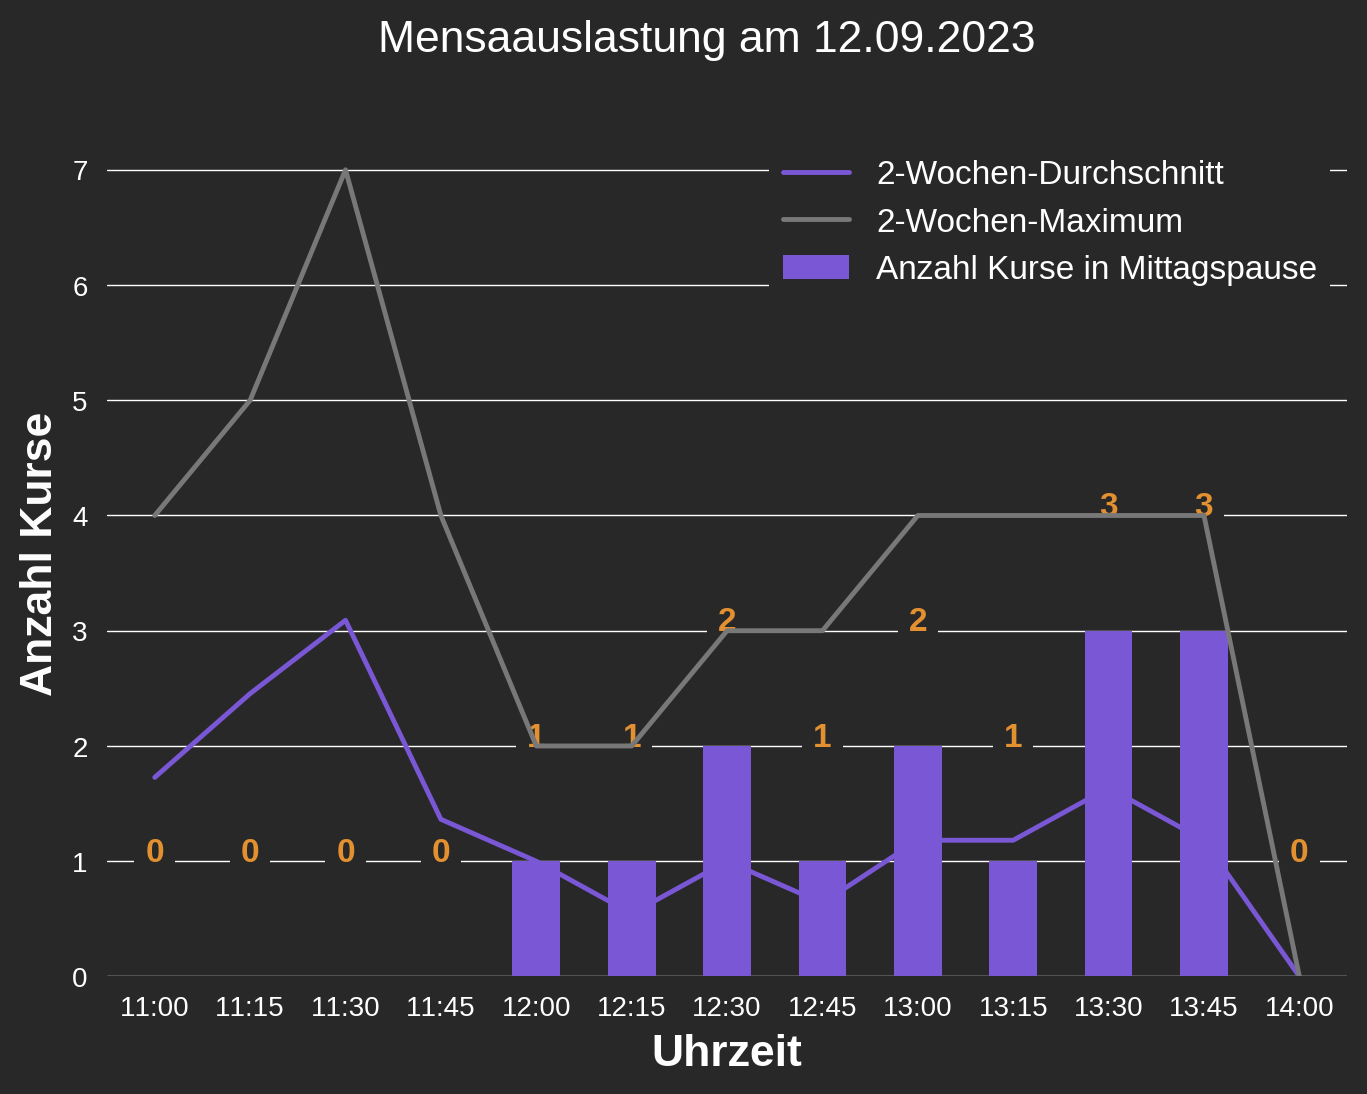 Mensaauslastung am 12.09.2023
2-Wochen-Durchschnitt
2-Wochen-Maximum
Anzahl Kurse in Mittagspause
Anzahl Kurse
7
6
5
4
3
2
1
0
3 3
2 2
1 1 1 1
0 0 0 0 0
11:00 11:15 11:30 11:45 12:00 12:15 12:30 12:45 13:00 13:15 13:30 13:45 14:00
Uhrzeit